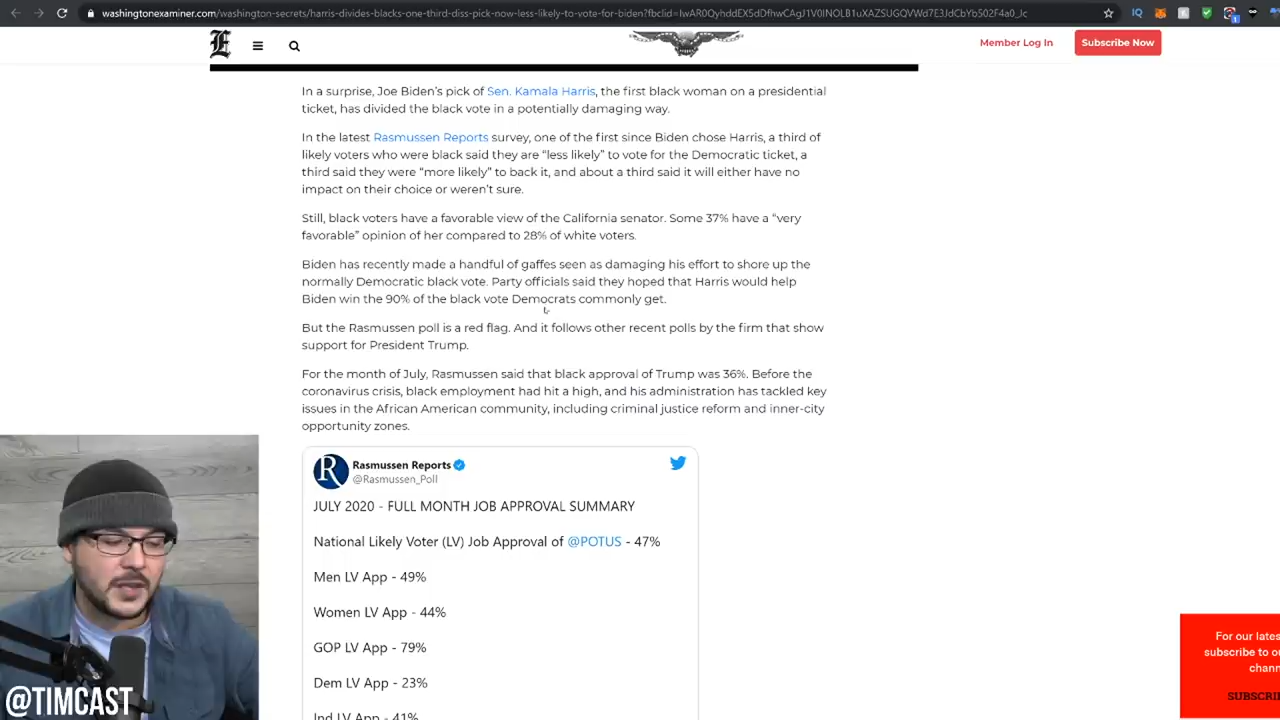 washingtonexaminer.com/washington-secrets/harris-divides-blacks-one-third-diss-pick-now-less-likely-to-vote-for-biden?fbclid=
E
Member Log In
Subscribe Now
In a surprise, Joe Biden's pick of Sen. Kamala Harris, the first black woman on a presidential
ticket, has divided the black vote in a potentially damaging way.
In the latest Rasmussen Reports survey, one of the first since Biden chose Harris, a third of
likely voters who were black said they are “less likely” to vote for the Democratic ticket, a
third said they were “more likely” to back it, and about a third said it will either have no
impact on their choice or weren't sure.
Still, black voters have a favorable view of the California senator. Some 37% have a “very
favorable” opinion of her compared to 28% of white voters.
Biden has recently made a handful of gaffes seen as damaging his effort to shore up the
normally Democratic black vote. Party officials said they hoped that Harris would help
Biden win the 90% of the black vote Democrats commonly get.
But the Rasmussen poll is a red flag. And it follows other recent polls by the firm that show
support for President Trump.
For the month of July, Rasmussen said that black approval of Trump was 36%. Before the
coronavirus crisis, black employment had hit a high, and his administration has tackled key
issues in the African American community, including criminal justice reform and inner-city
opportunity zones.
R
Rasmussen Reports
@Rasmussen_Poll
JULY 2020 - FULL MONTH JOB APPROVAL SUMMARY
National Likely Voter (LV) Job Approval of @POTUS - 47%
Men LV App - 49%
Women LV App - 44%
GOP LV App - 79%
Dem LV App - 23%
Ind LV App - 41%
For our lates
subscribe to ou
chann
SUBSCRI
@TIMCAST